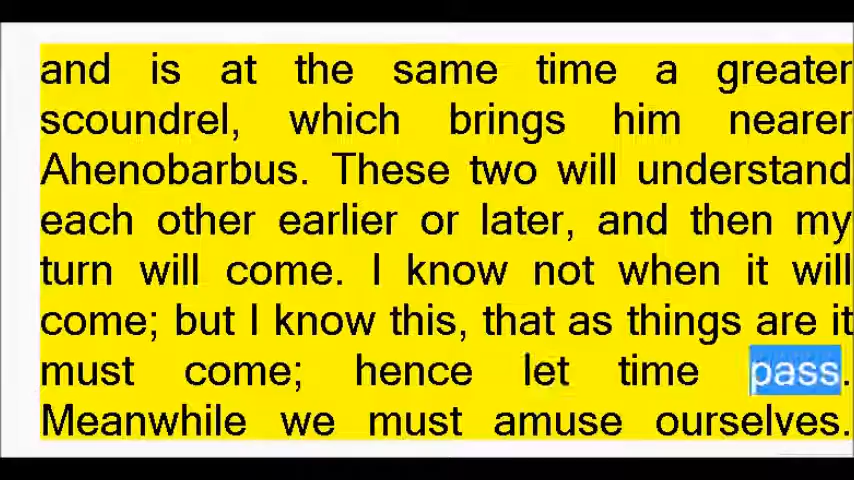 and is at the same time a greater
scoundrel, which brings him nearer
Ahenobarbus. These two will understand
each other earlier or later, and then my
turn will come. I know not when it will
come; but I know this, that as things are it
must come; hence let time pass.
Meanwhile we must amuse ourselves.